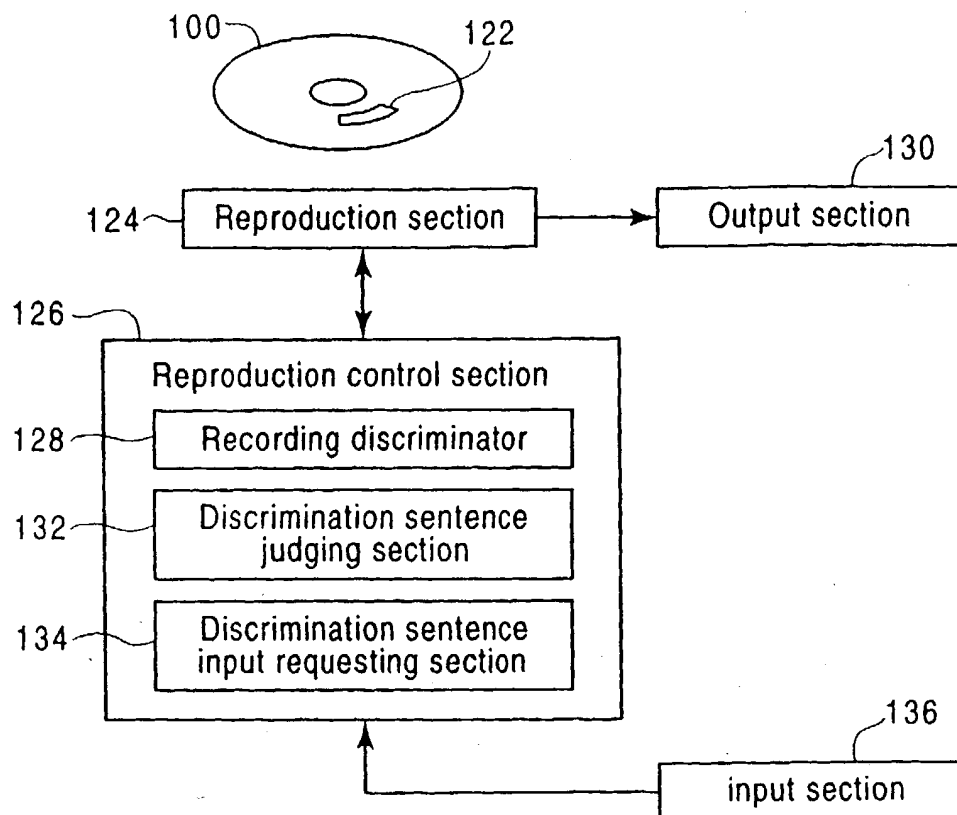 100
122
130
124
Reproduction section
Output section
126
Reproduction control section
128
Recording discriminator
132
Discrimination sentence
judging section
134
Discrimination sentence
input requesting section
136
input section